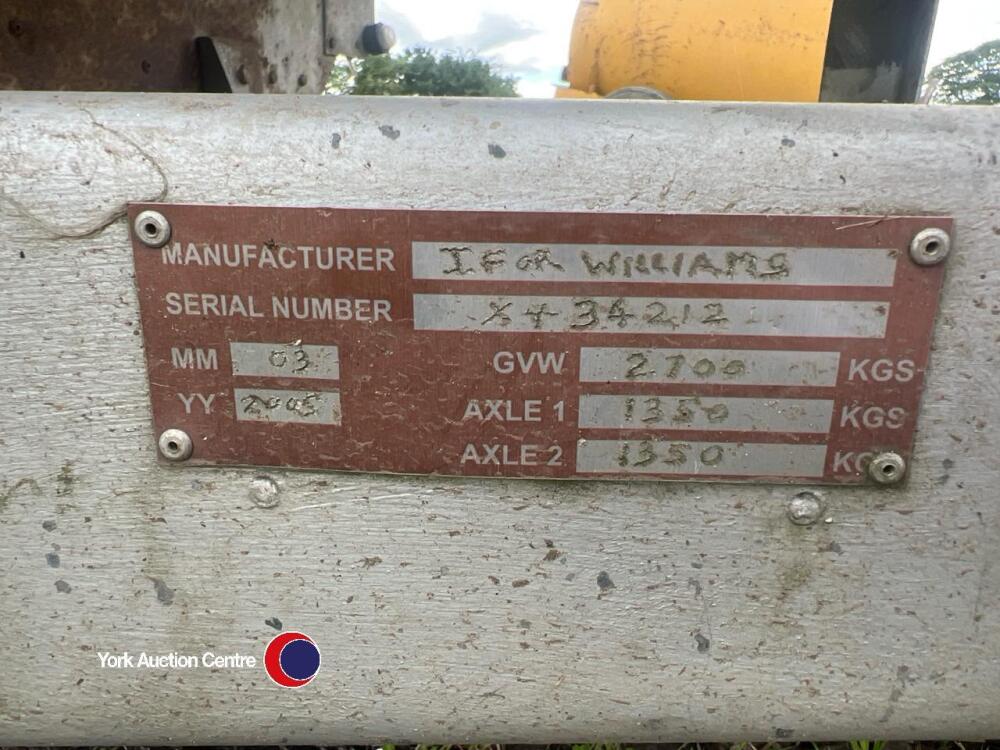 MANUFACTURER IFOR WILLIAMS
SERIAL NUMBER X4342121
MM 03 GVW 2700 KGS
YY 2005 AXLE 1 1350 KGS
AXLE 2 1350
York Auction Centre